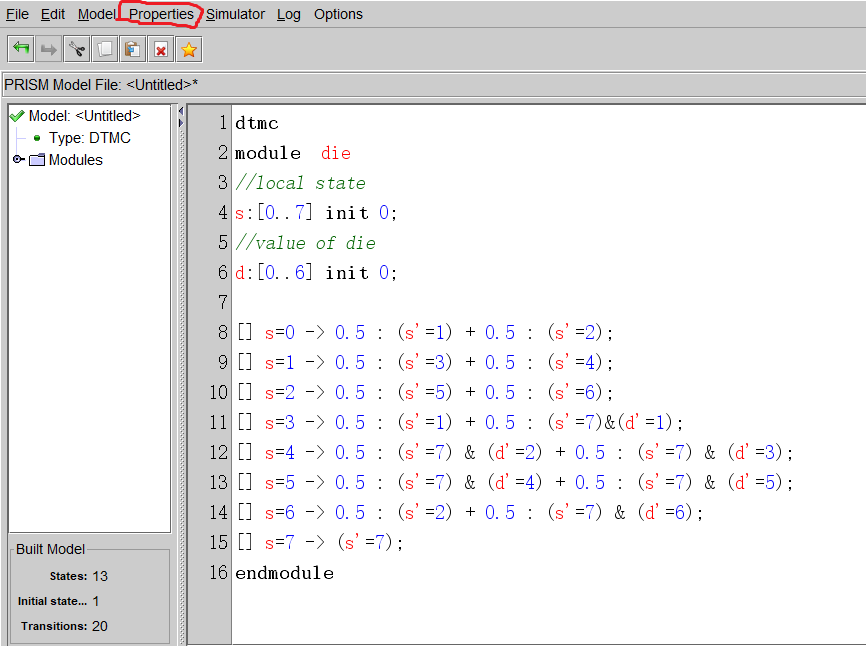 File Edit Model Properties Simulator Log Options
PRISM Model File: <Untitled>*
Model: <Untitled>
Type: DTMC
Modules
1 dtmc
2 module die
3 //local state
4 s:[0..7] init 0;
5 //value of die
6 d:[0..6] init 0;
7
8 [] s=0 -> 0.5 : (s'=1) + 0.5 : (s'=2);
9 [] s=1 -> 0.5 : (s'=3) + 0.5 : (s'=4);
10 [] s=2 -> 0.5 : (s'=5) + 0.5 : (s'=6);
11 [] s=3 -> 0.5 : (s'=1) + 0.5 : (s'=7)&(d'=1);
12 [] s=4 -> 0.5 : (s'=7) & (d'=2) + 0.5 : (s'=7) & (d'=3);
13 [] s=5 -> 0.5 : (s'=7) & (d'=4) + 0.5 : (s'=7) & (d'=5);
14 [] s=6 -> 0.5 : (s'=2) + 0.5 : (s'=7) & (d'=6);
15 [] s=7 -> (s'=7);
16 endmodule
Built Model
States: 13
Initial state... 1
Transitions: 20